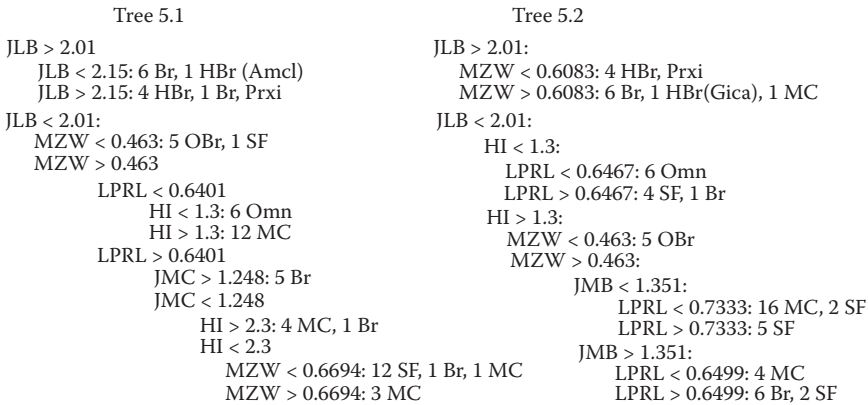 Tree 5.1
JLB > 2.01
JLB < 2.15: 6 Br, 1 HBr (Amcl)
JLB > 2.15: 4 HBr, 1 Br, Prxi
JLB < 2.01:
MZW < 0.463: 5 OBr, 1 SF
MZW > 0.463
LPRL < 0.6401
HI < 1.3: 6 Omn
HI > 1.3: 12 MC
LPRL > 0.6401
JMC > 1.248: 5 Br
JMC < 1.248
HI > 2.3: 4 MC, 1 Br
HI < 2.3
MZW < 0.6694: 12 SF, 1 Br, 1 MC
MZW > 0.6694: 3 MC
Tree 5.2
JLB > 2.01:
MZW < 0.6083: 4 HBr, Prxi
MZW > 0.6083: 6 Br, 1 HBr(Gica), 1 MC
JLB < 2.01:
HI < 1.3:
LPRL < 0.6467: 6 Omn
LPRL > 0.6467: 4 SF, 1 Br
HI > 1.3:
MZW < 0.463: 5 OBr
MZW > 0.463:
JMB < 1.351:
LPRL < 0.7333: 16 MC, 2 SF
LPRL > 0.7333: 5 SF
JMB > 1.351:
LPRL < 0.6499: 4 MC
LPRL > 0.6499: 6 Br, 2 SF